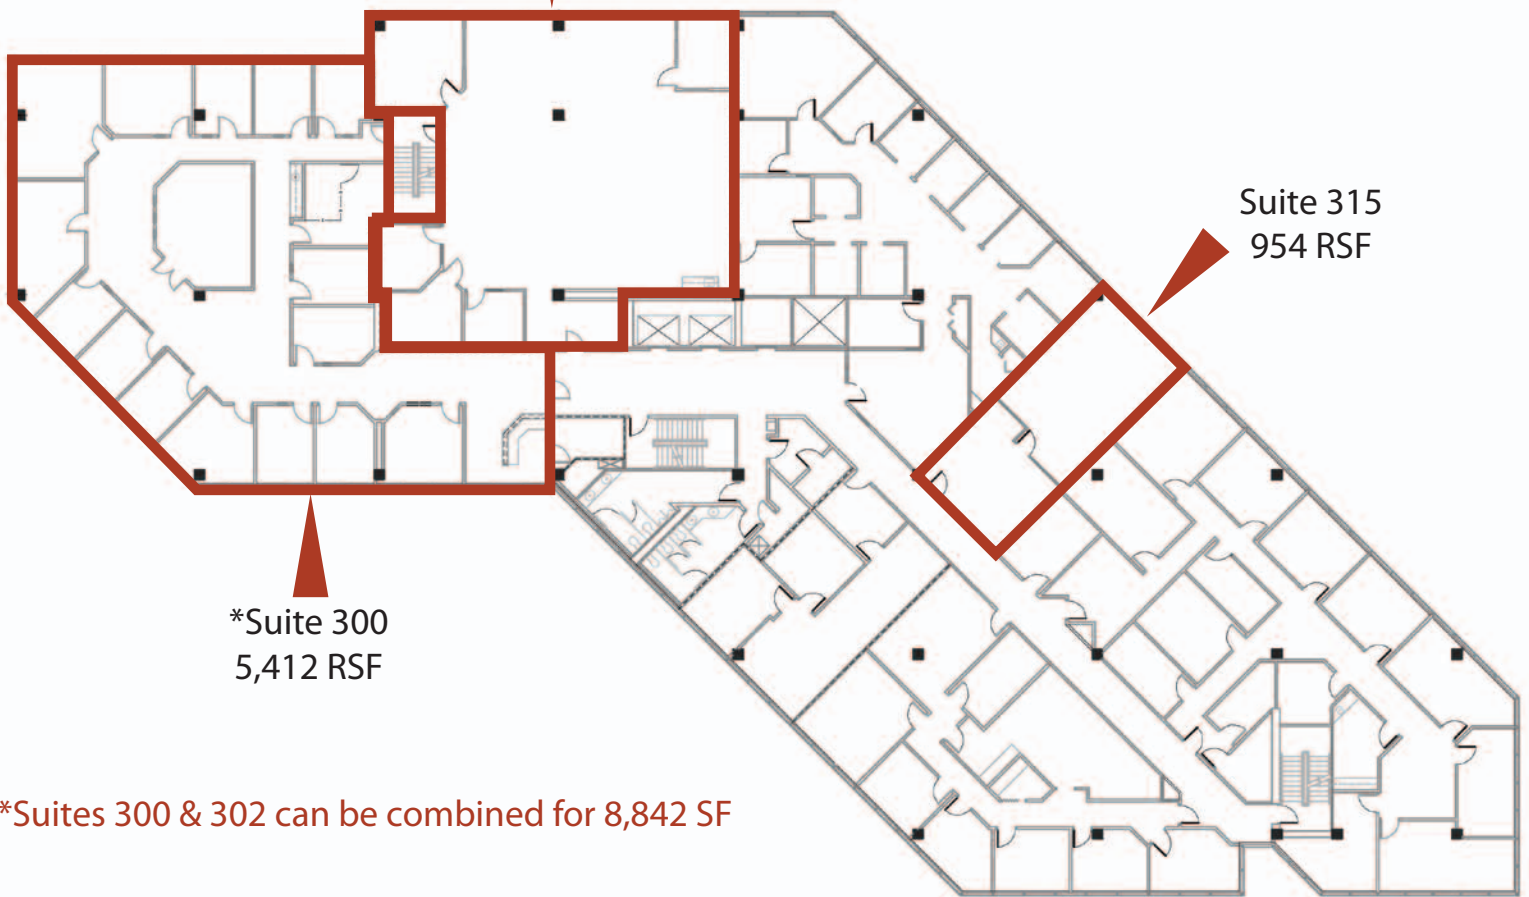 Suite 315
954 RSF
*Suite 300
5,412 RSF
*Suites 300 & 302 can be combined for 8,842 SF